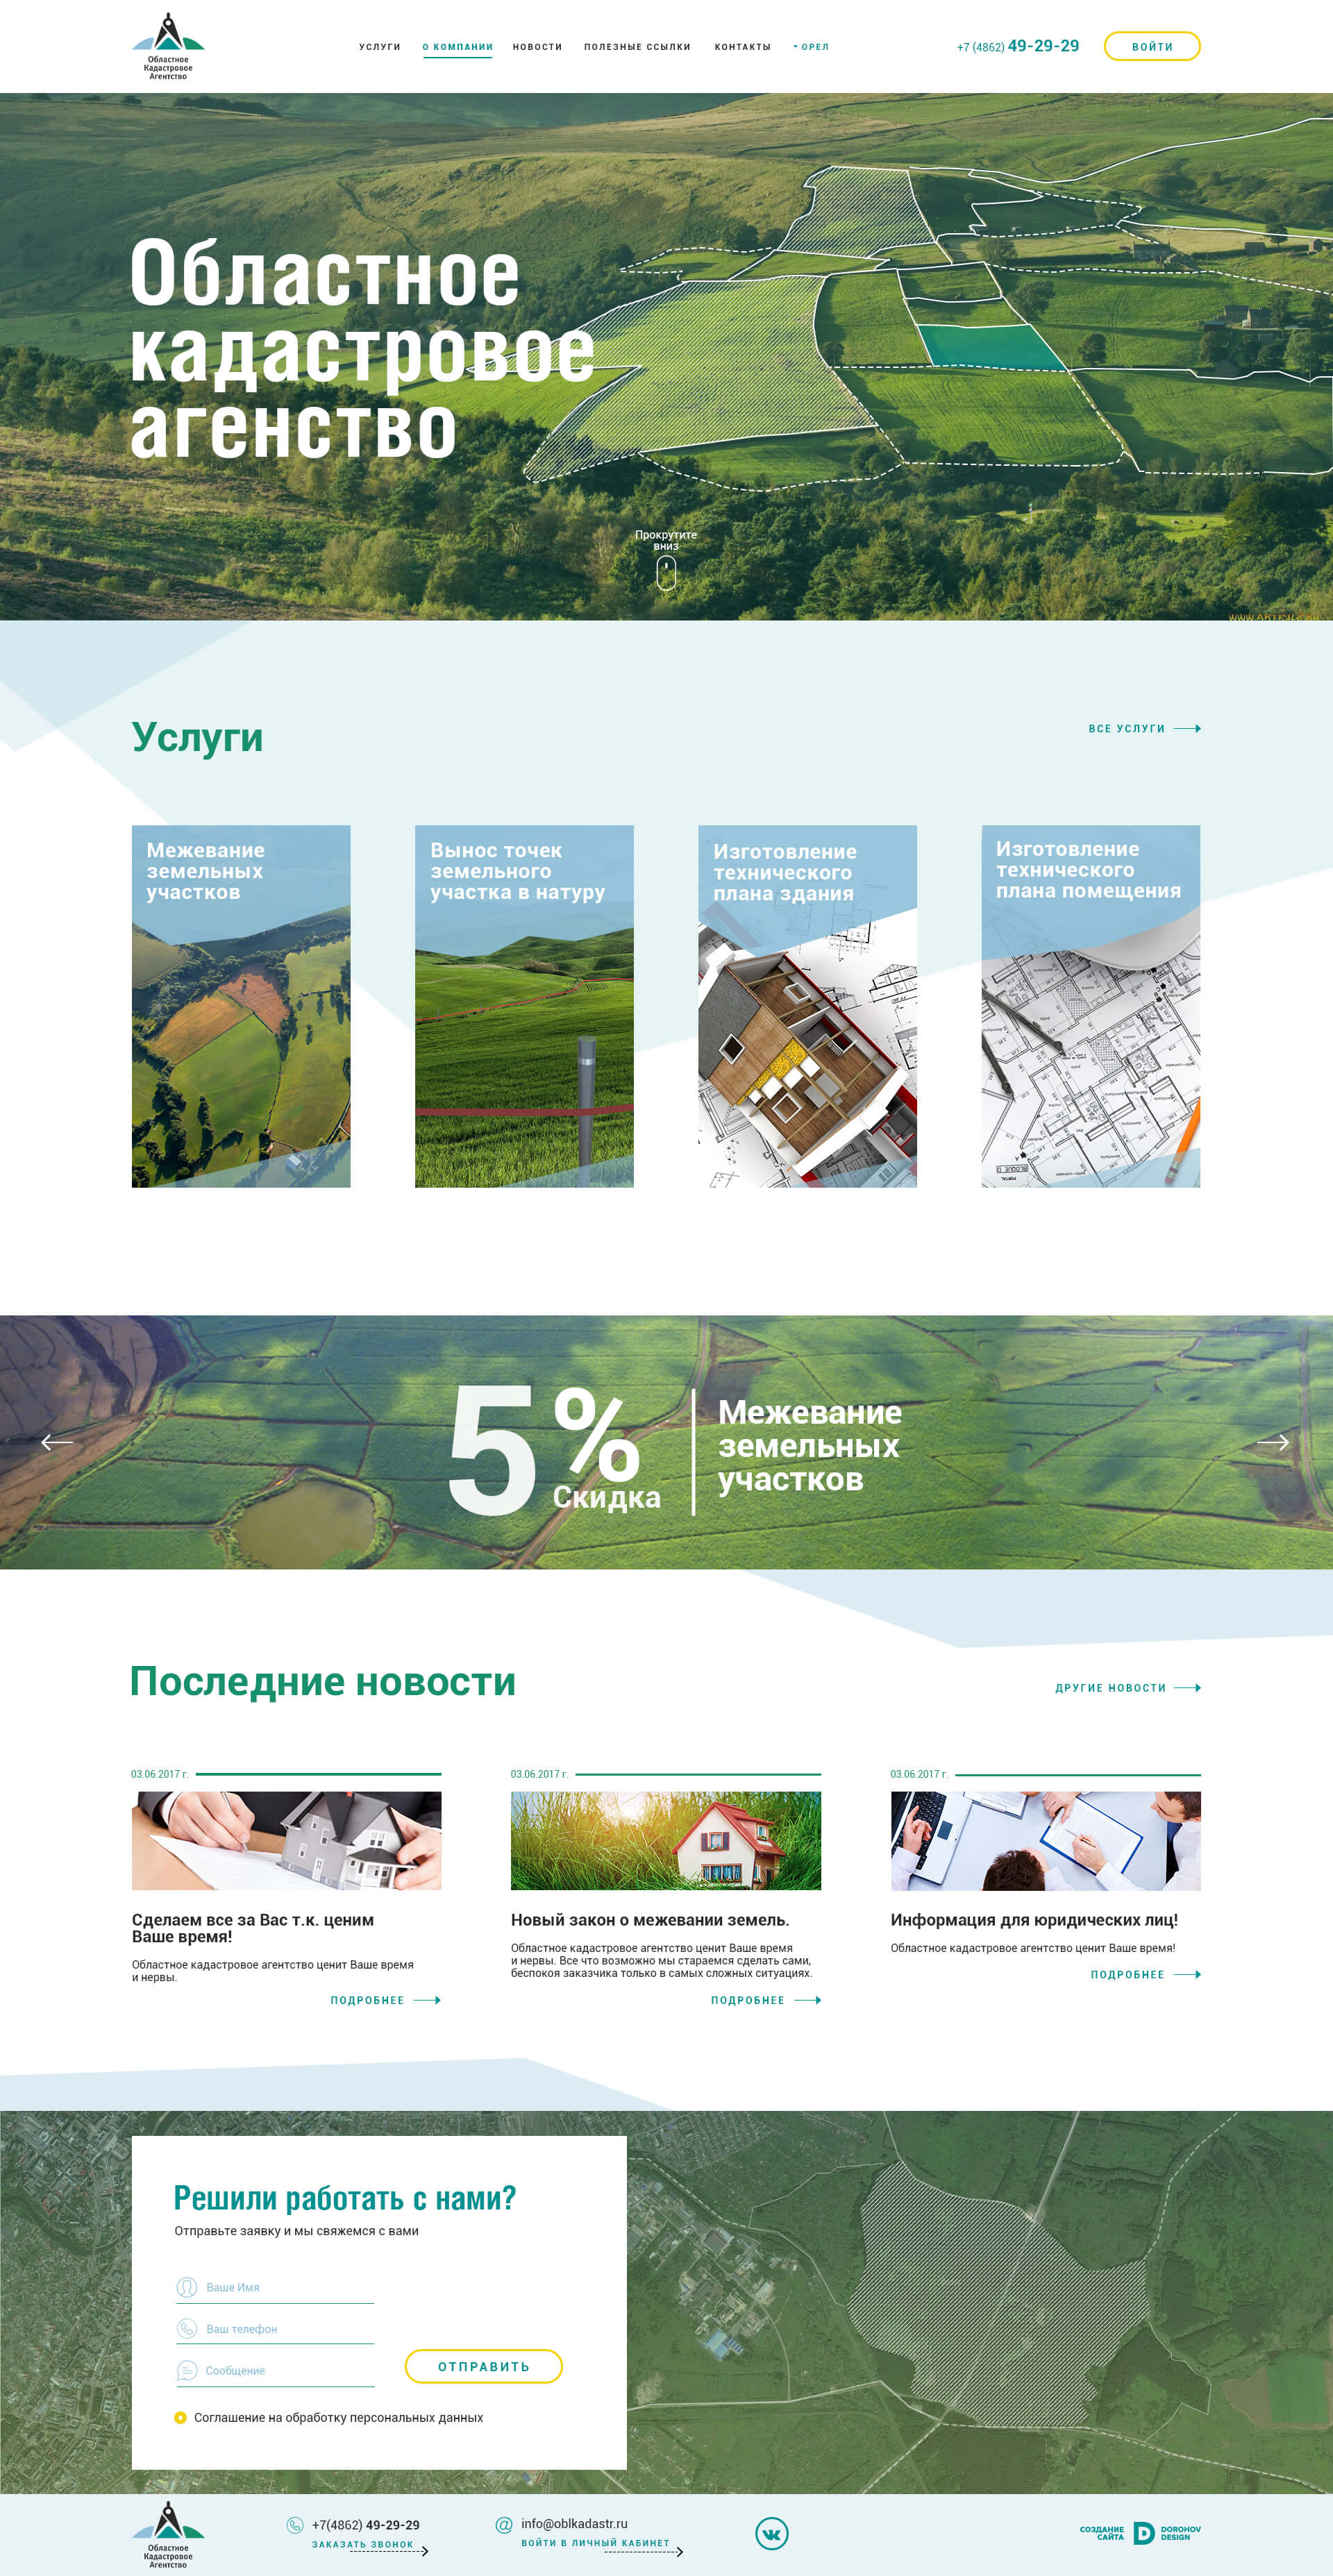 Областное
Кадастровое
Агентство
УСЛУГИ
О КОМПАНИИ
НОВОСТИ
ПОЛЕЗНЫЕ ССЫЛКИ
КОНТАКТЫ
ОРЕЛ
+7 (4862) 49-29-29
ВОЙТИ
Областное
кадастровое
агенство
Прокрутите
вниз
Услуги
ВСЕ УСЛУГИ
Межевание
земельных
участков
Вынос точек
земельного
участка в натуру
Изготовление
технического
плана здания
Изготовление
технического
плана помещения
5%
Скидка
Межевание
земельных
участков
Последние новости
ДРУГИЕ НОВОСТИ
03.06.2017 г.
Сделаем все за Вас т.к. ценим
Ваше время!
Областное кадастровое агентство ценит Ваше время
и нервы.
ПОДРОБНЕЕ
03.06.2017 г.
Новый закон о межевании земель.
Областное кадастровое агентство ценит Ваше время
и нервы. Все что возможно мы стараемся сделать сами,
беспокоя заказчика только в самых сложных ситуациях.
ПОДРОБНЕЕ
03.06.2017 г.
Информация для юридических лиц!
Областное кадастровое агентство ценит Ваше время!
ПОДРОБНЕЕ
Решили работать с нами?
Отправьте заявку и мы свяжемся с вами
Ваше Имя
Ваш телефон
Сообщение
ОТПРАВИТЬ
Соглашение на обработку персональных данных
Областное
Кадастровое
Агентство
+7(4862) 49-29-29
ЗАКАЗАТЬ ЗВОНОК
info@oblkadastr.ru
ВОЙТИ В ЛИЧНЫЙ КАБИНЕТ
СОЗДАНИЕ
САЙТА
DOROHOV
DESIGN